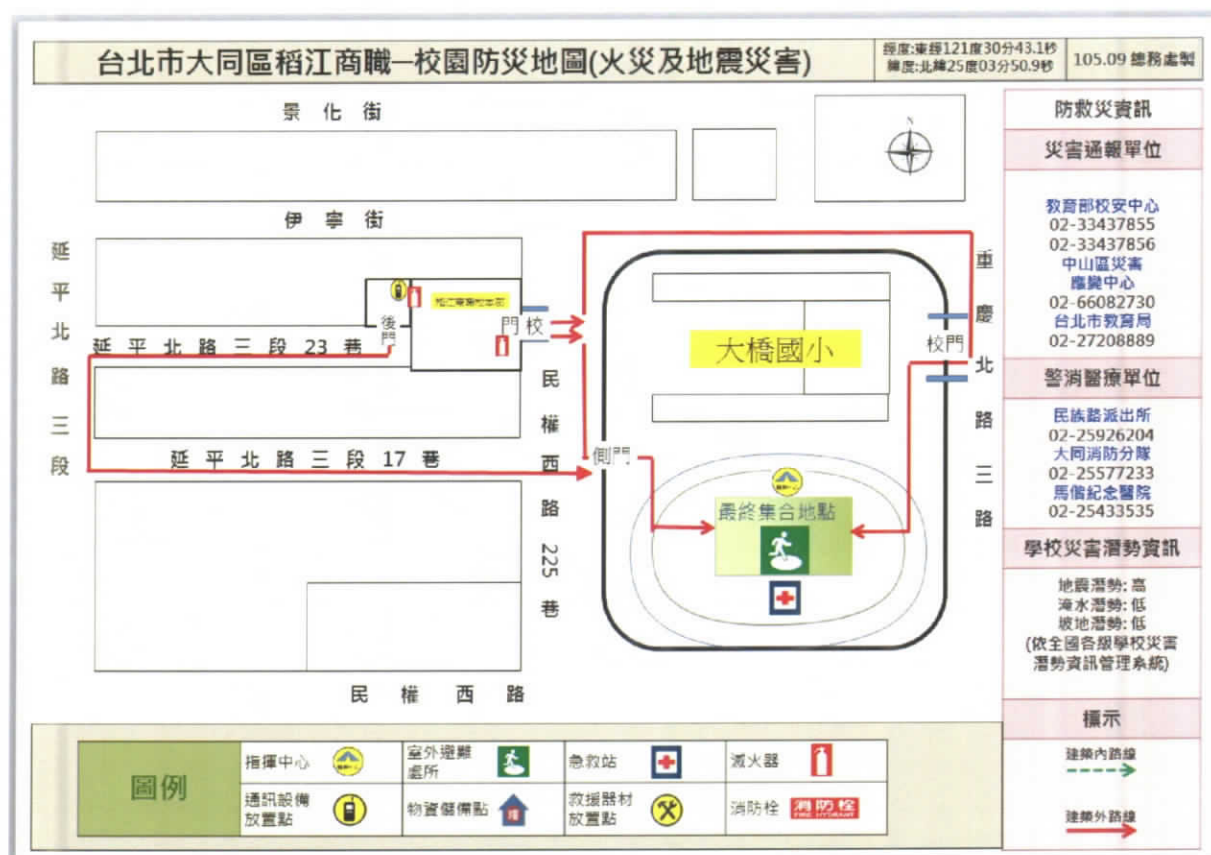 台北市大同區稻江商職—校園防災地圖(火災及地震災害)
經度:東經121度30分43.1秒
緯度:北緯25度03分50.9秒
105.09 總務處製
景化街
伊寧街
延平北路三段
後門
門校
延平北路三段23巷
延平北路三段17巷
民權西路225巷
民權西路
大橋國小
校門
側門
重慶北路三路
最終集合地點
防救災資訊
災害通報單位
教育部校安中心
02-33437855
02-33437856
中山區災害
應變中心
02-66082730
台北市教育局
02-27208889
警消醫療單位
民族路派出所
02-25926204
大同消防分隊
02-25577233
馬偕紀念醫院
02-25433535
學校災害潛勢資訊
地震潛勢:高
淹水潛勢:低
坡地潛勢:低
(依全國各級學校災害
潛勢資訊管理系統)
標示
建築內路線
建築外路線
圖例
指揮中心
室外避難
處所
急救站
滅火器
通訊設備
放置點
物資儲備點
救援器材
放置點
消防栓
消防栓
FIRE HYDRANT
N